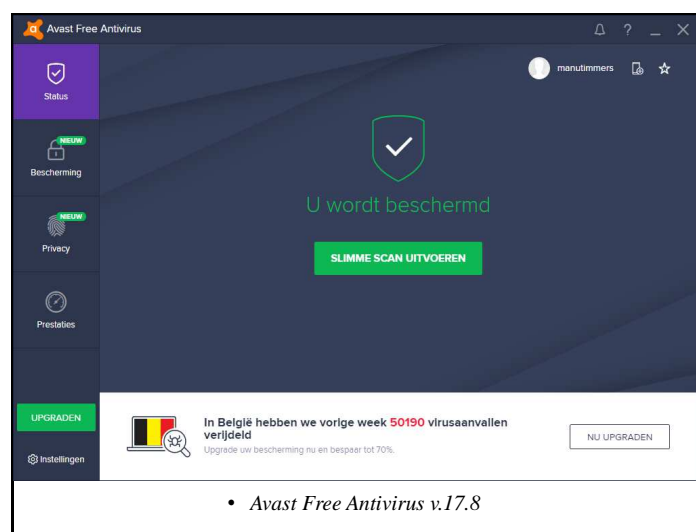 Avast Free Antivirus
?
manutimmers
Status
NIEUW
Bescherming
NIEUW
Privacy
Prestaties
U wordt beschermd
SLIMME SCAN UITVOEREN
UPGRADEN
Instellingen
In België hebben we vorige week 50190 virusaanvallen
verijdeld
Upgrade uw bescherming nu en bespaar tot 70%.
NU UPGRADEN
• Avast Free Antivirus v.17.8